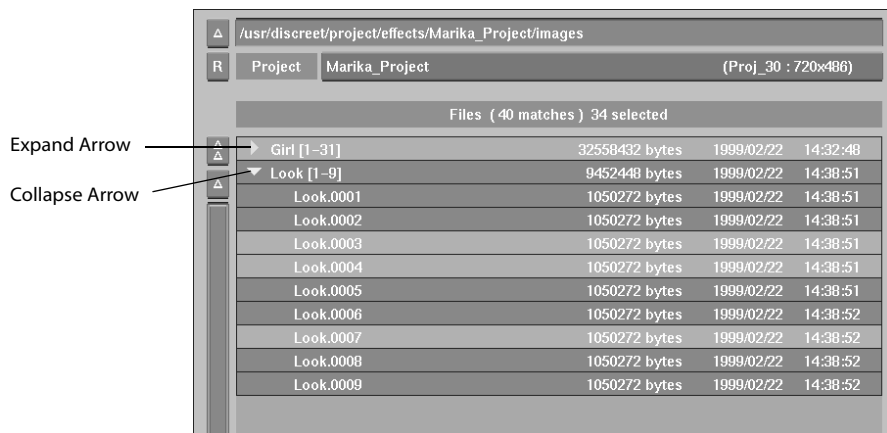 /usr/discreet/project/effects/Marika_Project/images
R Project Marika_Project (Proj_30 : 720x486)
Files ( 40 matches ) 34 selected
Expand Arrow
Girl [1-31] 32558432 bytes 1999/02/22 14:32:48
Collapse Arrow
Look [1-9] 9452448 bytes 1999/02/22 14:38:51
Look.0001 1050272 bytes 1999/02/22 14:38:51
Look.0002 1050272 bytes 1999/02/22 14:38:51
Look.0003 1050272 bytes 1999/02/22 14:38:51
Look.0004 1050272 bytes 1999/02/22 14:38:51
Look.0005 1050272 bytes 1999/02/22 14:38:51
Look.0006 1050272 bytes 1999/02/22 14:38:52
Look.0007 1050272 bytes 1999/02/22 14:38:52
Look.0008 1050272 bytes 1999/02/22 14:38:52
Look.0009 1050272 bytes 1999/02/22 14:38:52